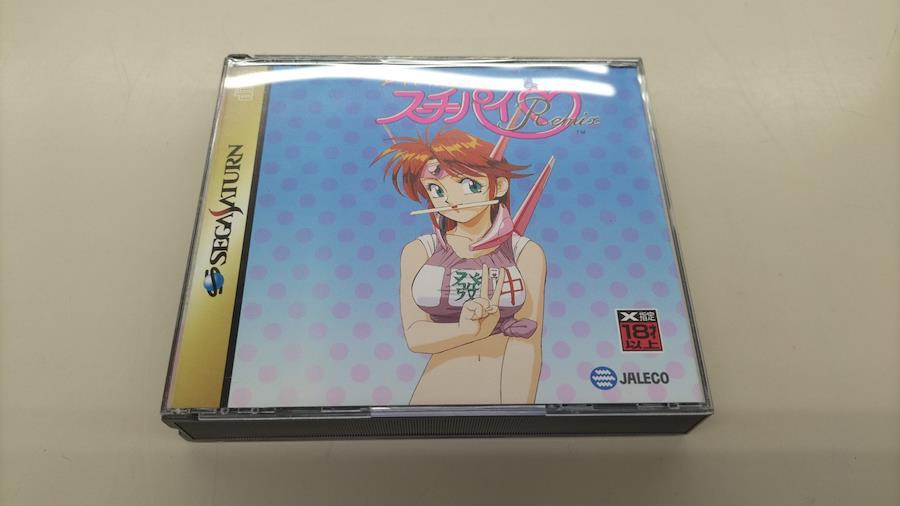 SEGA SATURN
スーチーパイ
Remix
TM
發
中
X指定
18才
以上
JALECO